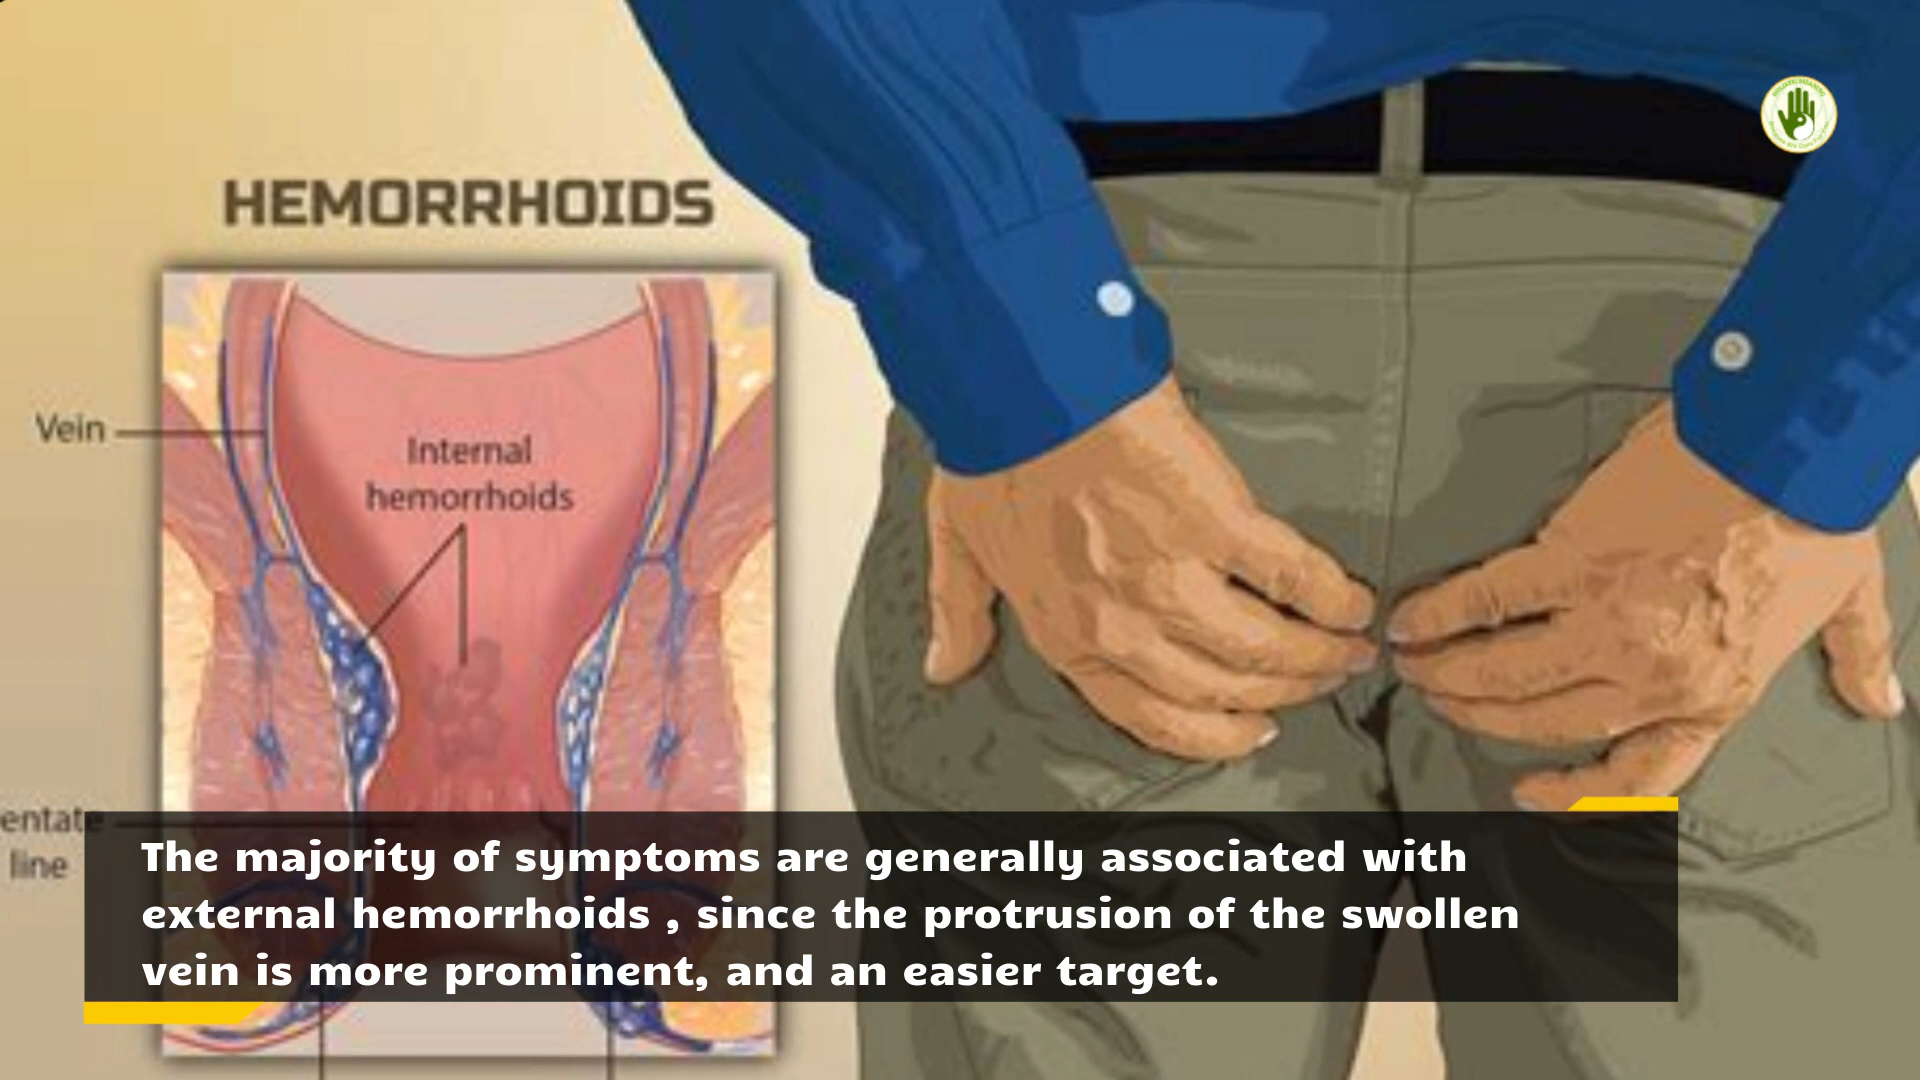 HEMORRHOIDS
Vein
Internal
hemorrhoids
entate
line
The majority of symptoms are generally associated with
external hemorrhoids , since the protrusion of the swollen
vein is more prominent, and an easier target.